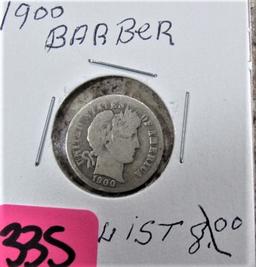 1900
BARBER
UNITED STATES OF AMERICA
1900
335
LIST 8.00